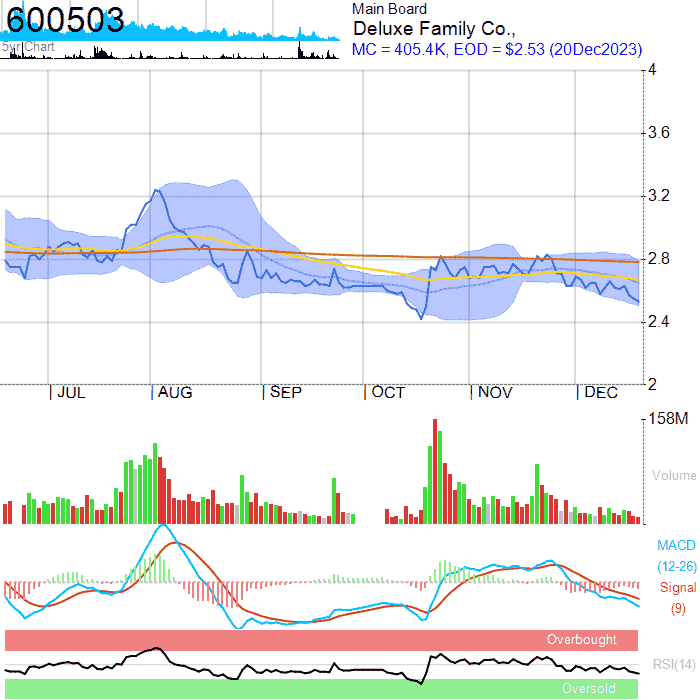 600503
5yr Chart
Main Board
Deluxe Family Co.,
MC = 405.4K, EOD = $2.53 (20Dec2023)
4
3.6
3.2
2.8
2.4
2
JUL AUG SEP OCT NOV DEC
158M
Volume
MACD
(12-26)
Signal
(9)
Overbought
RSI(14)
Oversold